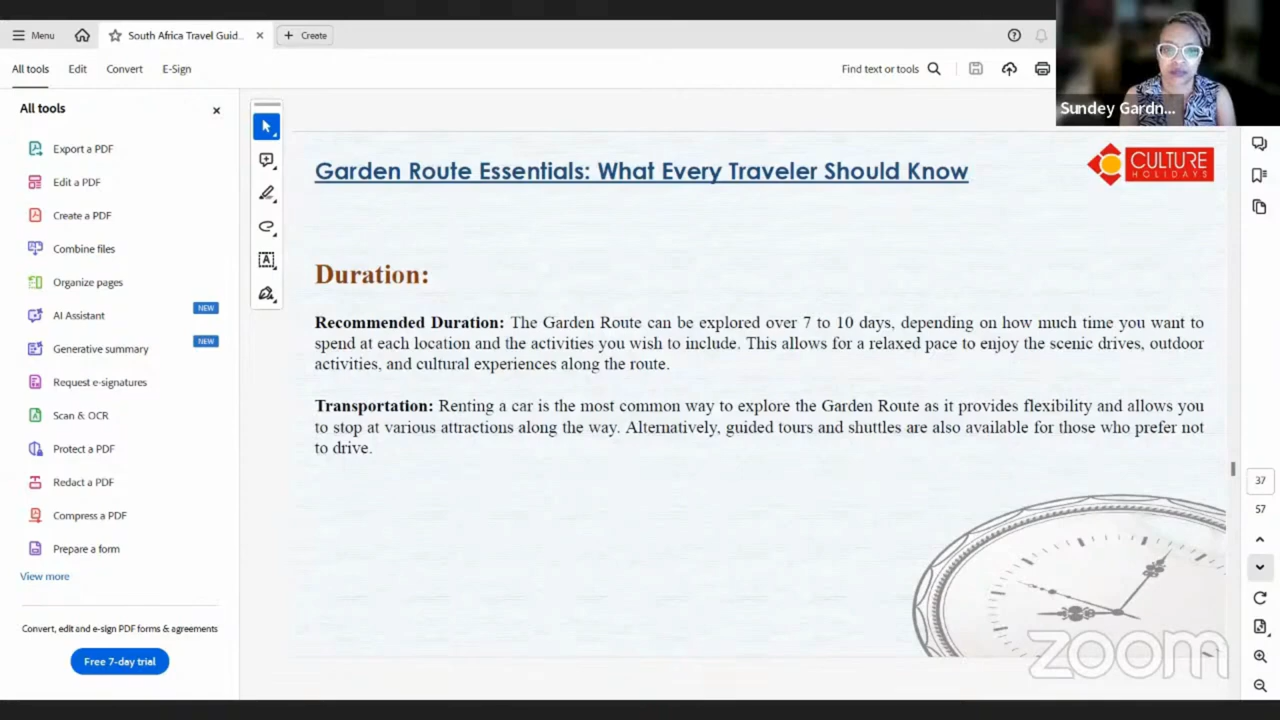 Menu
South Africa Travel Guid...
Create
All tools
Edit
Convert
E-Sign
Find text or tools
Sundey Gardn...
All tools
Export a PDF
Edit a PDF
Create a PDF
Combine files
Organize pages
AI Assistant
NEW
Generative summary
NEW
Request e-signatures
Scan & OCR
Protect a PDF
Redact a PDF
Compress a PDF
Prepare a form
View more
Convert, edit and e-sign PDF forms & agreements
Free 7-day trial
Garden Route Essentials: What Every Traveler Should Know
CULTURE
HOLIDAYS
Duration:
Recommended Duration: The Garden Route can be explored over 7 to 10 days, depending on how much time you want to
spend at each location and the activities you wish to include. This allows for a relaxed pace to enjoy the scenic drives, outdoor
activities, and cultural experiences along the route.
Transportation: Renting a car is the most common way to explore the Garden Route as it provides flexibility and allows you
to stop at various attractions along the way. Alternatively, guided tours and shuttles are also available for those who prefer not
to drive.
37
57
zoom